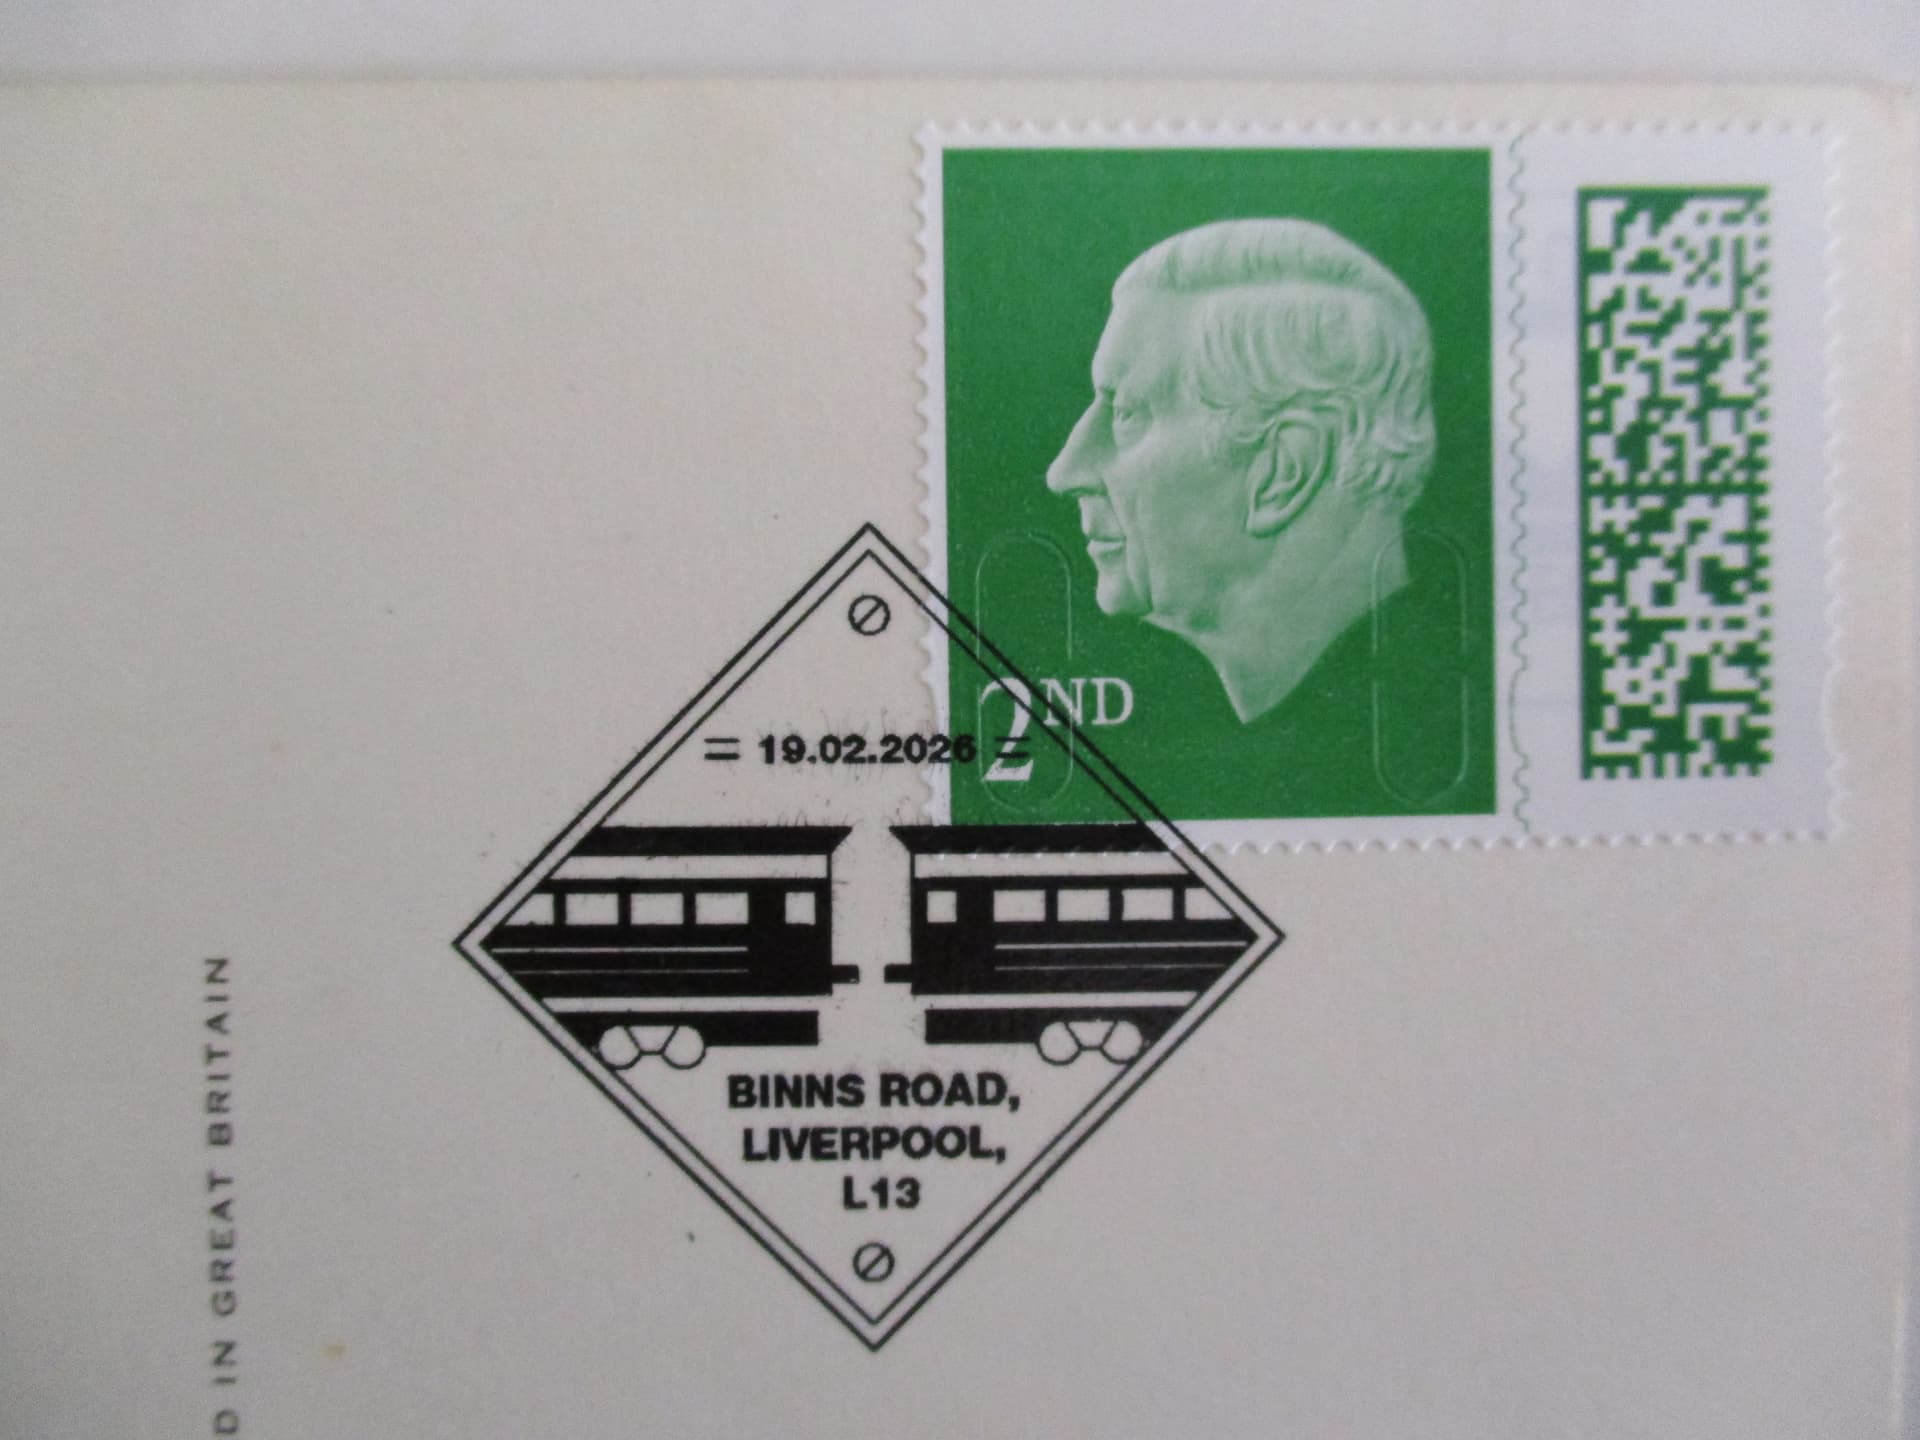 2ND
= 19.02.2026 =
BINNS ROAD,
LIVERPOOL,
L13
D IN GREAT BRITAIN